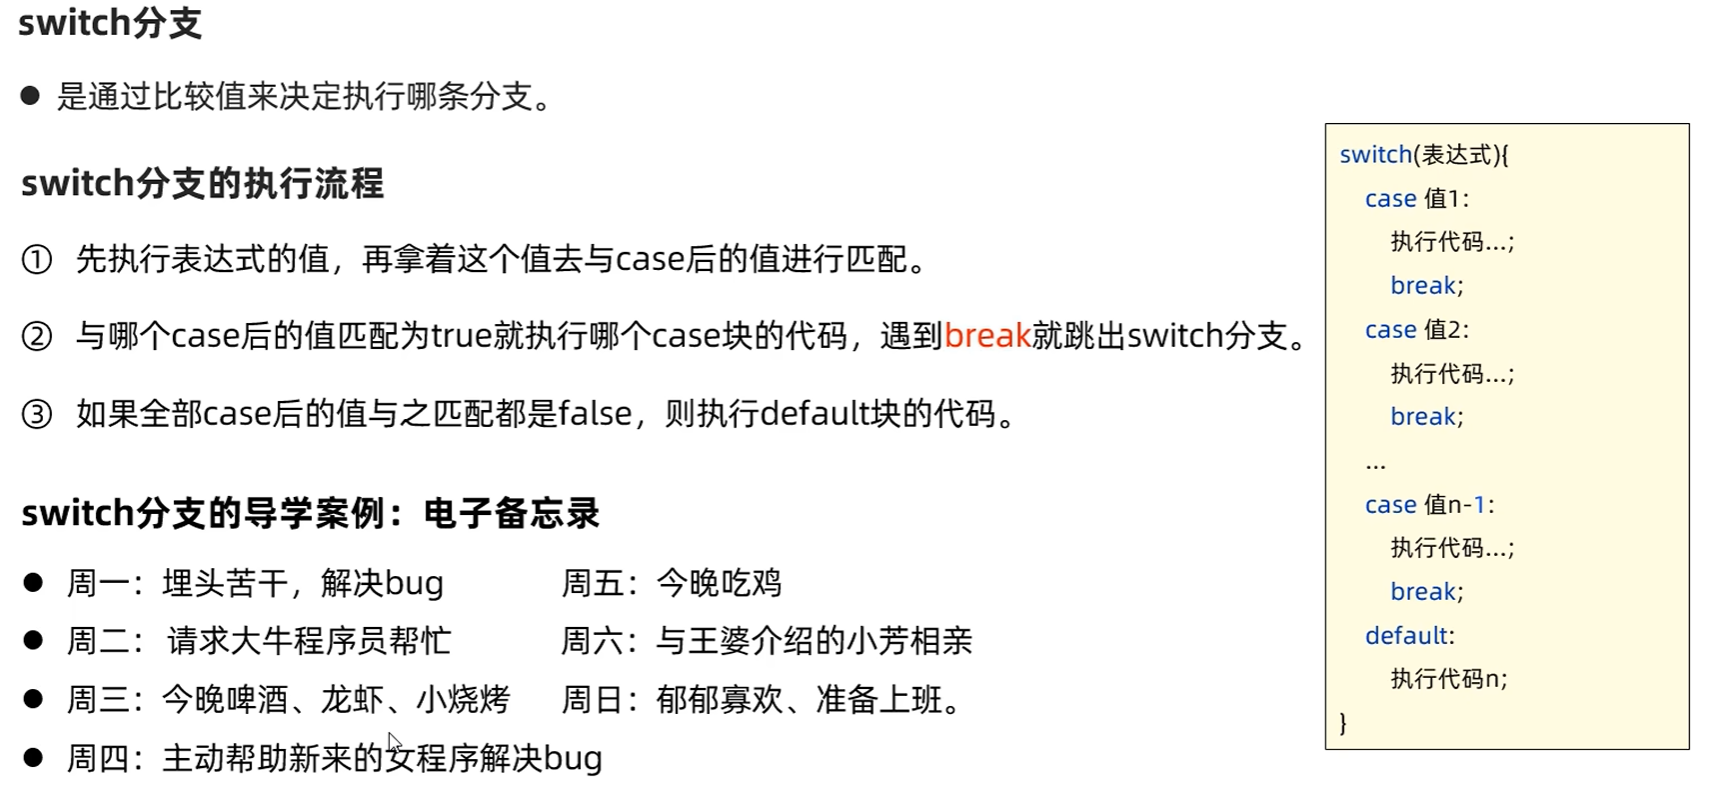 switch分支
● 是通过比较值来决定执行哪条分支。
switch分支的执行流程
① 先执行表达式的值，再拿着这个值去与case后的值进行匹配。
② 与哪个case后的值匹配为true就执行哪个case块的代码，遇到break就跳出switch分支。
③ 如果全部case后的值与之匹配都是false，则执行default块的代码。
switch分支的导学案例：电子备忘录
● 周一：埋头苦干，解决bug 周五：今晚吃鸡
● 周二： 请求大牛程序员帮忙 周六：与王婆介绍的小芳相亲
● 周三：今晚啤酒、龙虾、小烧烤 周日：郁郁寡欢、准备上班。
● 周四：主动帮助新来的女程序解决bug
switch(表达式){
case 值1:
执行代码...;
break;
case 值2:
执行代码...;
break;
...
case 值n-1:
执行代码...;
break;
default:
执行代码n;
}